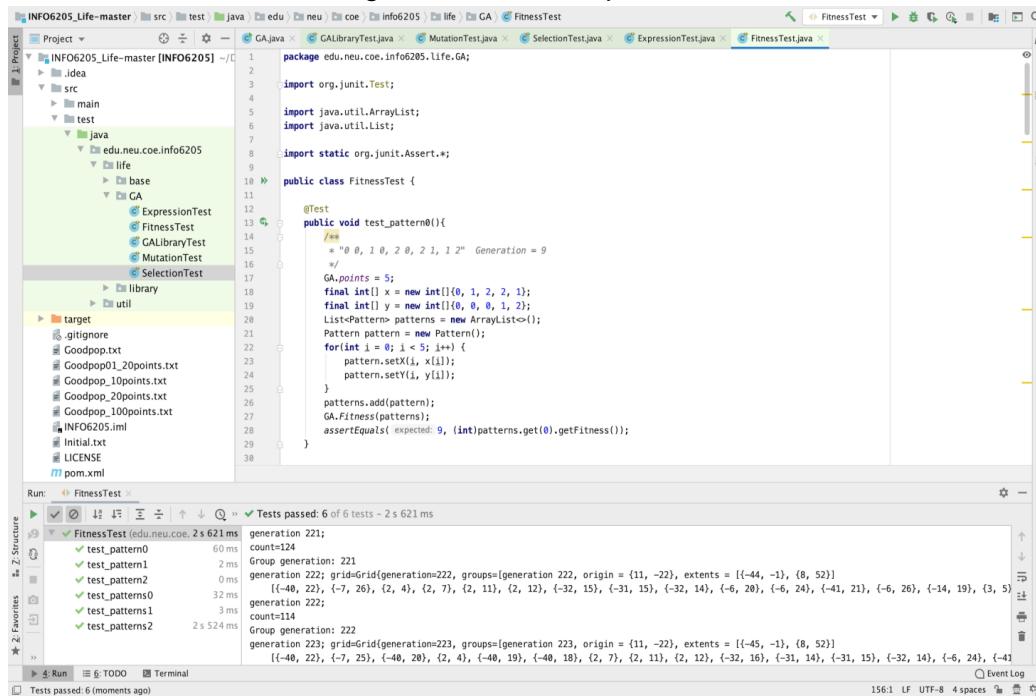 INFO6205_Life-master src test java edu neu coe info6205 life GA FitnessTest
FitnessTest
Project
GA.java GALibraryTest.java MutationTest.java SelectionTest.java ExpressionTest.java FitnessTest.java
1: Project
INFO6205_Life-master [INFO6205]
.idea
src
main
test
java
edu.neu.coe.info6205
life
base
GA
ExpressionTest
FitnessTest
GALibraryTest
MutationTest
SelectionTest
library
util
target
.gitignore
Goodpop.txt
Goodpop01_20points.txt
Goodpop_10points.txt
Goodpop_20points.txt
Goodpop_100points.txt
INFO6205.iml
Initial.txt
LICENSE
pom.xml
1 package edu.neu.coe.info6205.life.GA;
2
3 import org.junit.Test;
4
5 import java.util.ArrayList;
6 import java.util.List;
7
8 import static org.junit.Assert.*;
9
10 public class FitnessTest {
11
12 @Test
13 public void test_pattern0(){
14 /**
15 * "0 0, 1 0, 2 0, 2 1, 1 2" Generation = 9
16 */
17 GA.points = 5;
18 final int[] x = new int[]{0, 1, 2, 2, 1};
19 final int[] y = new int[]{0, 0, 0, 1, 2};
20 List<Pattern> patterns = new ArrayList<>();
21 Pattern pattern = new Pattern();
22 for(int i = 0; i < 5; i++) {
23 pattern.setX(i, x[i]);
24 pattern.setY(i, y[i]);
25 }
26 patterns.add(pattern);
27 GA.Fitness(patterns);
28 assertEquals( expected: 9, (int)patterns.get(0).getFitness());
29 }
30
Run: FitnessTest
Tests passed: 6 of 6 tests – 2 s 621 ms
FitnessTest (edu.neu.coe. 2 s 621 ms
test_pattern0 60 ms
test_pattern1 2 ms
test_pattern2 0 ms
test_patterns0 32 ms
test_patterns1 3 ms
test_patterns2 2 s 524 ms
generation 221;
count=124
Group generation: 221
generation 222; grid=Grid{generation=222, groups=[generation 222, origin = {11, -22}, extents = [{-44, -1}, {8, 52}]
[{-40, 22}, {-7, 26}, {2, 4}, {2, 7}, {2, 11}, {2, 12}, {-32, 15}, {-31, 15}, {-32, 14}, {-6, 20}, {-6, 24}, {-41, 21}, {-6, 26}, {-14, 19}, {3, 5}
generation 222;
count=114
Group generation: 222
generation 223; grid=Grid{generation=223, groups=[generation 223, origin = {11, -22}, extents = [{-45, -1}, {8, 52}]
[{-40, 22}, {-7, 25}, {-40, 20}, {2, 4}, {-40, 19}, {-40, 18}, {2, 7}, {2, 11}, {2, 12}, {-32, 16}, {-31, 14}, {-31, 15}, {-32, 14}, {-6, 24}, {-41
Z: Structure
2: Favorites
4: Run 6: TODO Terminal Event Log
Tests passed: 6 (moments ago) 156:1 LF UTF-8 4 spaces